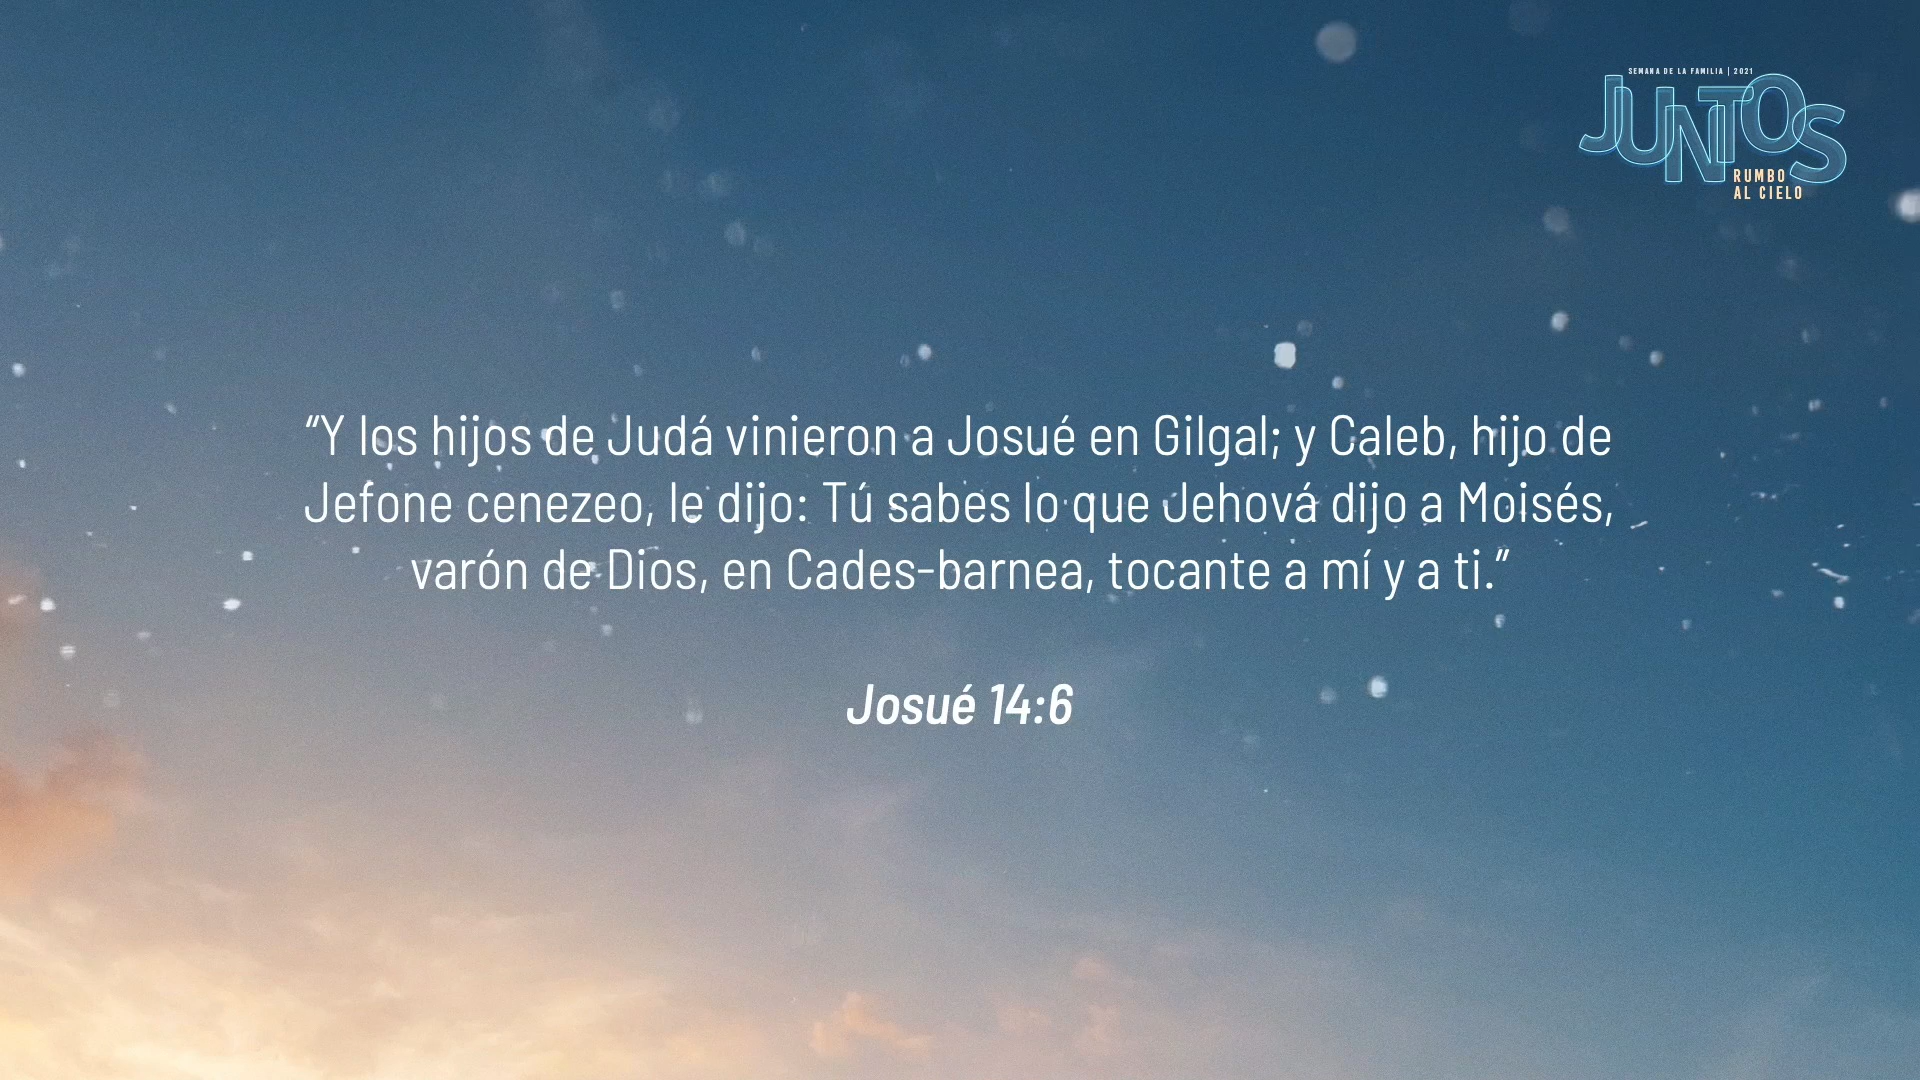 SEMANA DE LA FAMILIA | 2021
JUNTOS
RUMBO
AL CIELO
“Y los hijos de Judá vinieron a Josué en Gilgal; y Caleb, hijo de
Jefone cenezeo, le dijo: Tú sabes lo que Jehová dijo a Moisés,
varón de Dios, en Cades-barnea, tocante a mí y a ti.”
Josué 14:6